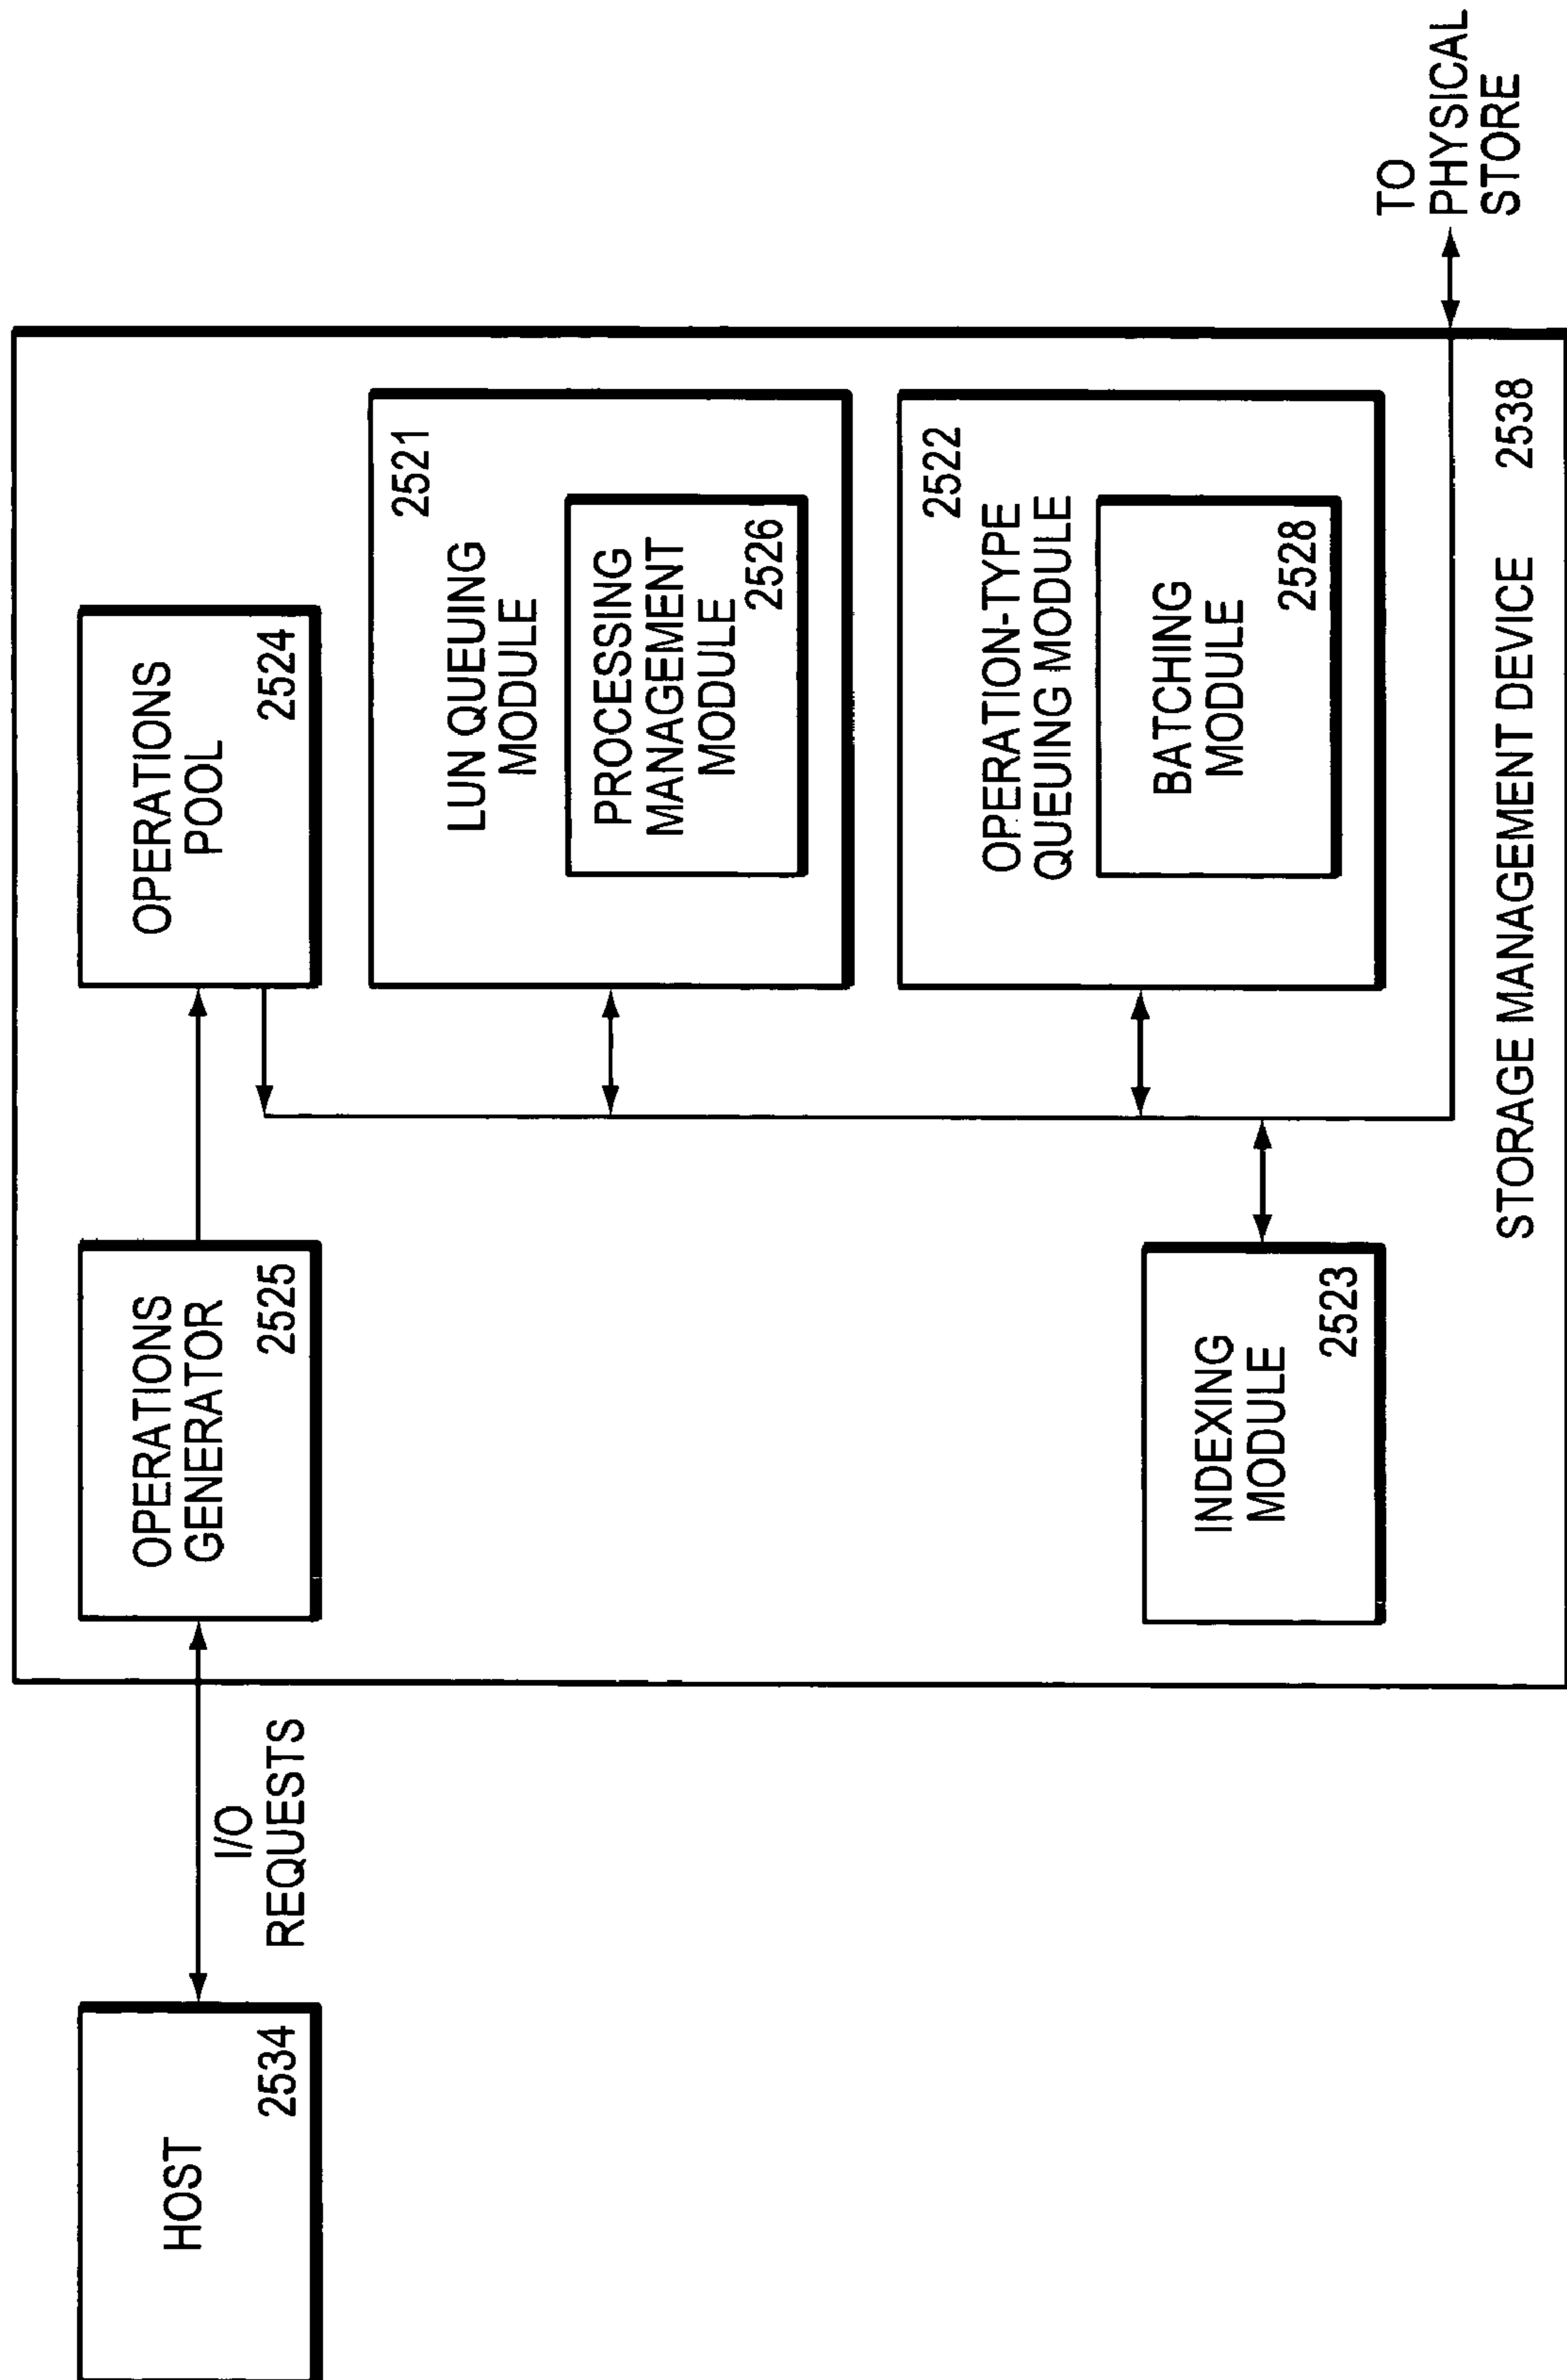 HOST
2534
I/O
REQUESTS
OPERATIONS
GENERATOR
2525
OPERATIONS
POOL
2524
LUN QUEUING
MODULE
2521
PROCESSING
MANAGEMENT
MODULE
2526
OPERATION-TYPE
QUEUING MODULE
2522
BATCHING
MODULE
2528
INDEXING
MODULE
2523
STORAGE MANAGEMENT DEVICE 2538
TO
PHYSICAL
STORE